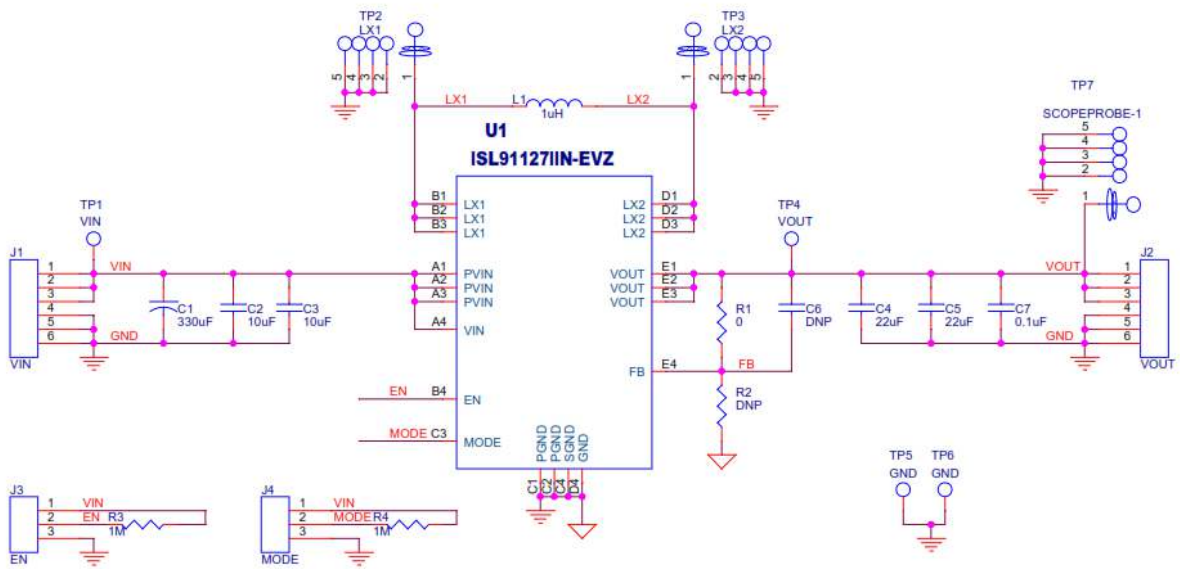 TP2
LX1
TP3
LX2
5
4
3
2
1
1
2
3
4
5
TP7
SCOPEPROBE-1
5
4
3
2
1
LX1
L1
1uH
LX2
U1
ISL91127IIN-EVZ
B1
B2
B3
LX1
LX1
LX1
LX2
LX2
LX2
D1
D2
D3
TP1
VIN
TP4
VOUT
J1
1
2
3
4
5
6
VIN
VIN
GND
C1
330uF
C2
10uF
C3
10uF
A1
A2
A3
A4
PVIN
PVIN
PVIN
VIN
VOUT
VOUT
VOUT
E1
E2
E3
R1
0
C6
DNP
C4
22uF
C5
22uF
C7
0.1uF
VOUT
GND
J2
1
2
3
4
5
6
VOUT
FB
E4
FB
R2
DNP
EN
B4
EN
MODE
C3
MODE
PGND
PGND
SGND
GND
C1
C2
C4
D4
TP5
GND
TP6
GND
J3
1
2
3
VIN
EN
R3
1M
EN
J4
1
2
3
VIN
MODE
R4
1M
MODE